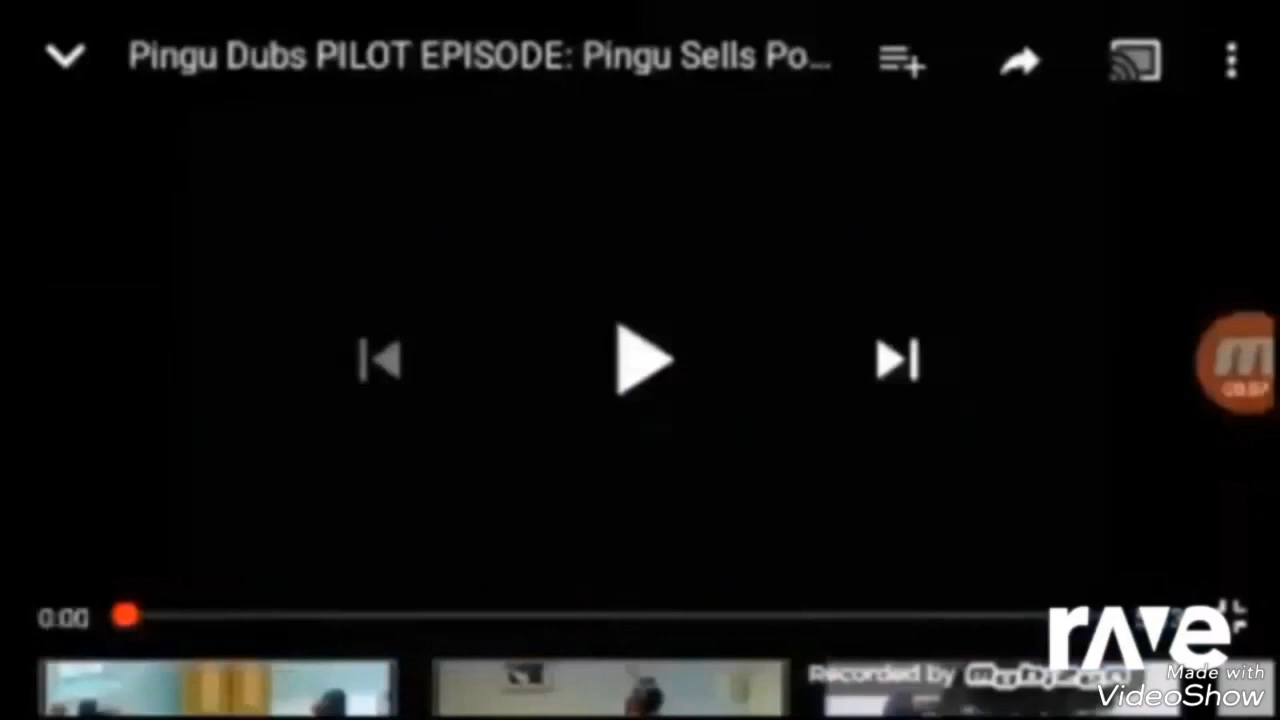 Pingu Dubs PILOT EPISODE: Pingu Sells Po...
0:00
rave
Recorded by
Made with
VideoShow